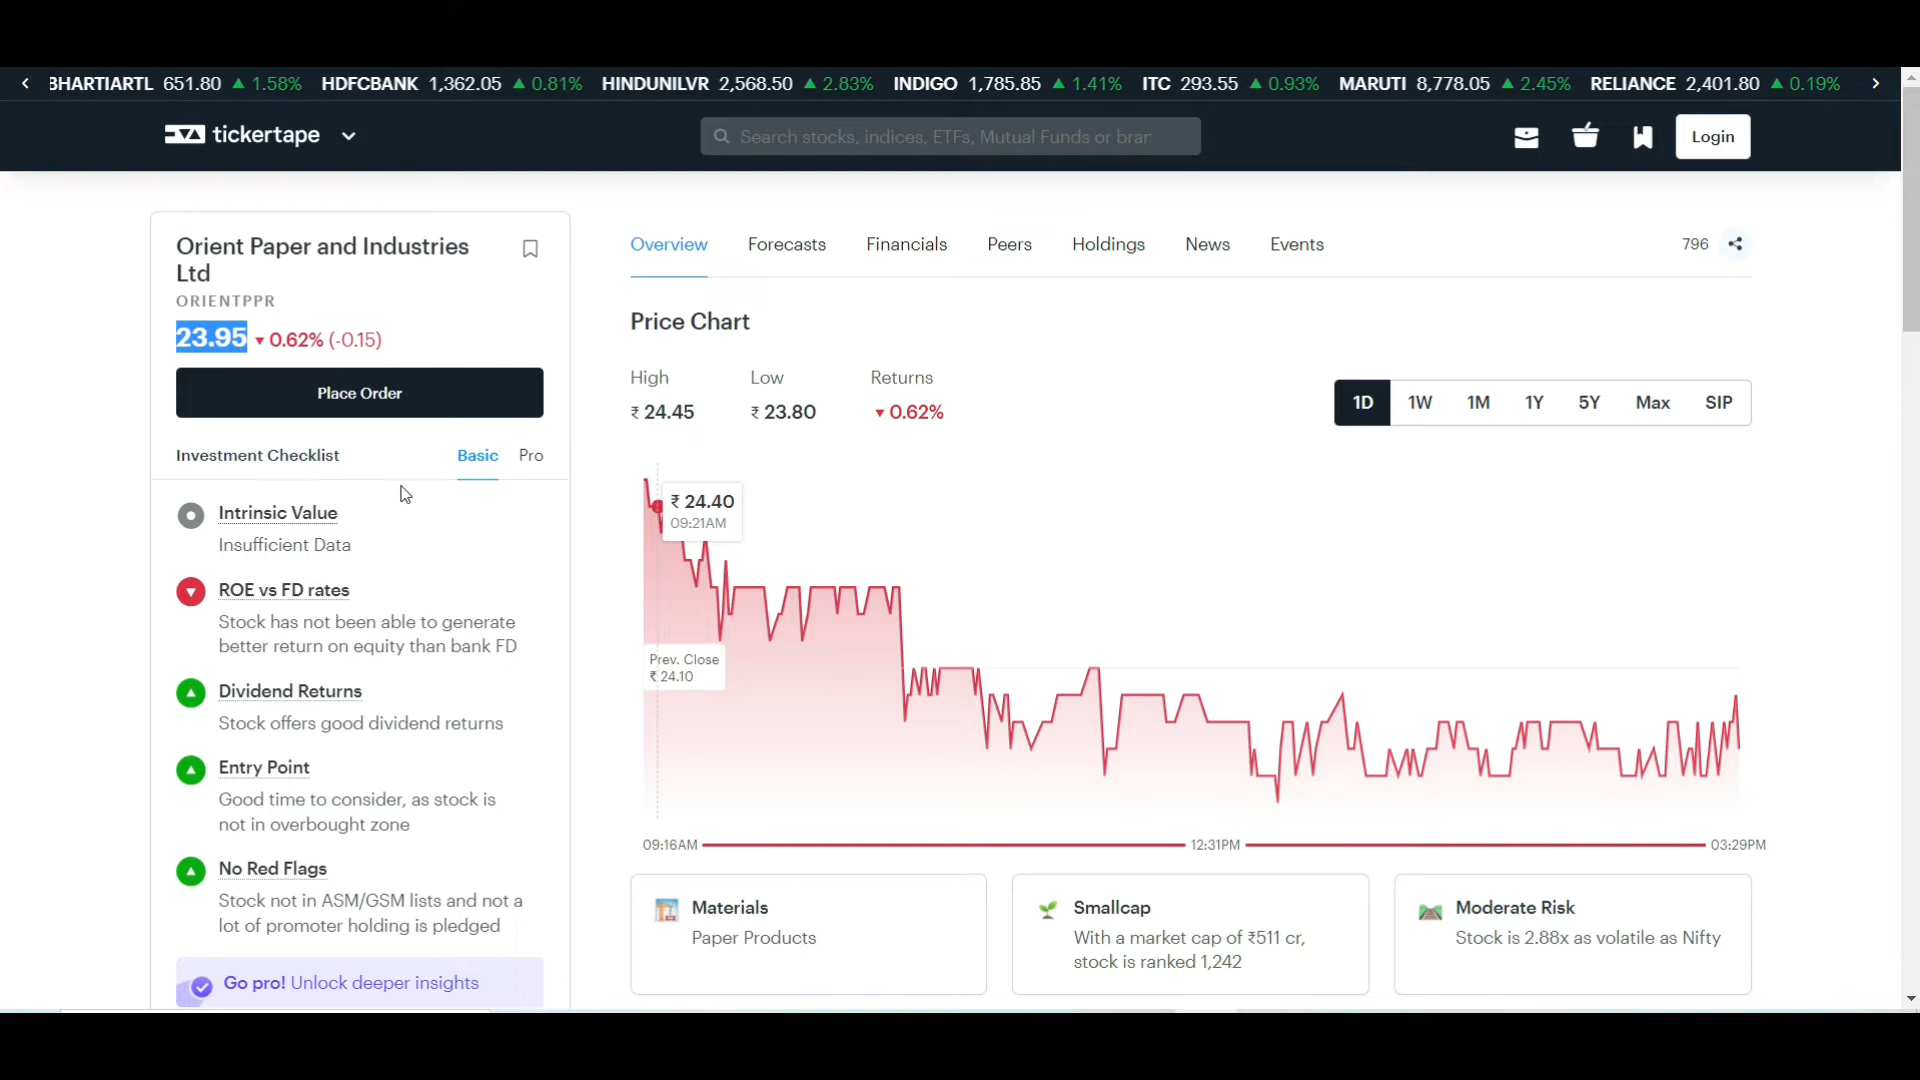 BHARTIARTL 651.80 ▲ 1.58% HDFCBANK 1,362.05 ▲ 0.81% HINDUNILVR 2,568.50 ▲ 2.83% INDIGO 1,785.85 ▲ 1.41% ITC 293.55 ▲ 0.93% MARUTI 8,778.05 ▲ 2.45% RELIANCE 2,401.80 ▲ 0.19%
tickertape
Search stocks, indices, ETFs, Mutual Funds or brar
Login
Orient Paper and Industries
Ltd
ORIENTPPR
23.95 ▼ 0.62% (-0.15)
Place Order
Investment Checklist Basic Pro
Intrinsic Value
Insufficient Data
ROE vs FD rates
Stock has not been able to generate
better return on equity than bank FD
Dividend Returns
Stock offers good dividend returns
Entry Point
Good time to consider, as stock is
not in overbought zone
No Red Flags
Stock not in ASM/GSM lists and not a
lot of promoter holding is pledged
Go pro! Unlock deeper insights
Overview Forecasts Financials Peers Holdings News Events 796
Price Chart
High Low Returns
₹ 24.45 ₹ 23.80 ▼ 0.62%
1D 1W 1M 1Y 5Y Max SIP
₹ 24.40
09:21AM
Prev. Close
₹ 24.10
09:16AM 12:31PM 03:29PM
Materials
Paper Products
Smallcap
With a market cap of ₹511 cr,
stock is ranked 1,242
Moderate Risk
Stock is 2.88x as volatile as Nifty